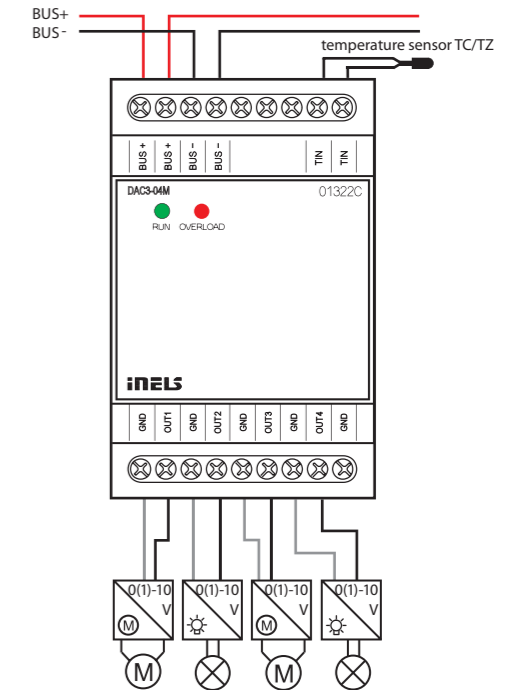 BUS+
BUS-
temperature sensor TC/TZ
BUS + BUS + BUS - BUS - TIN TIN
DAC3-04M 01322C
RUN OVERLOAD
inELS
GND OUT1 GND OUT2 GND OUT3 GND OUT4 GND
0(1)-10 0(1)-10 0(1)-10 0(1)-10
V V V V
M M
M M